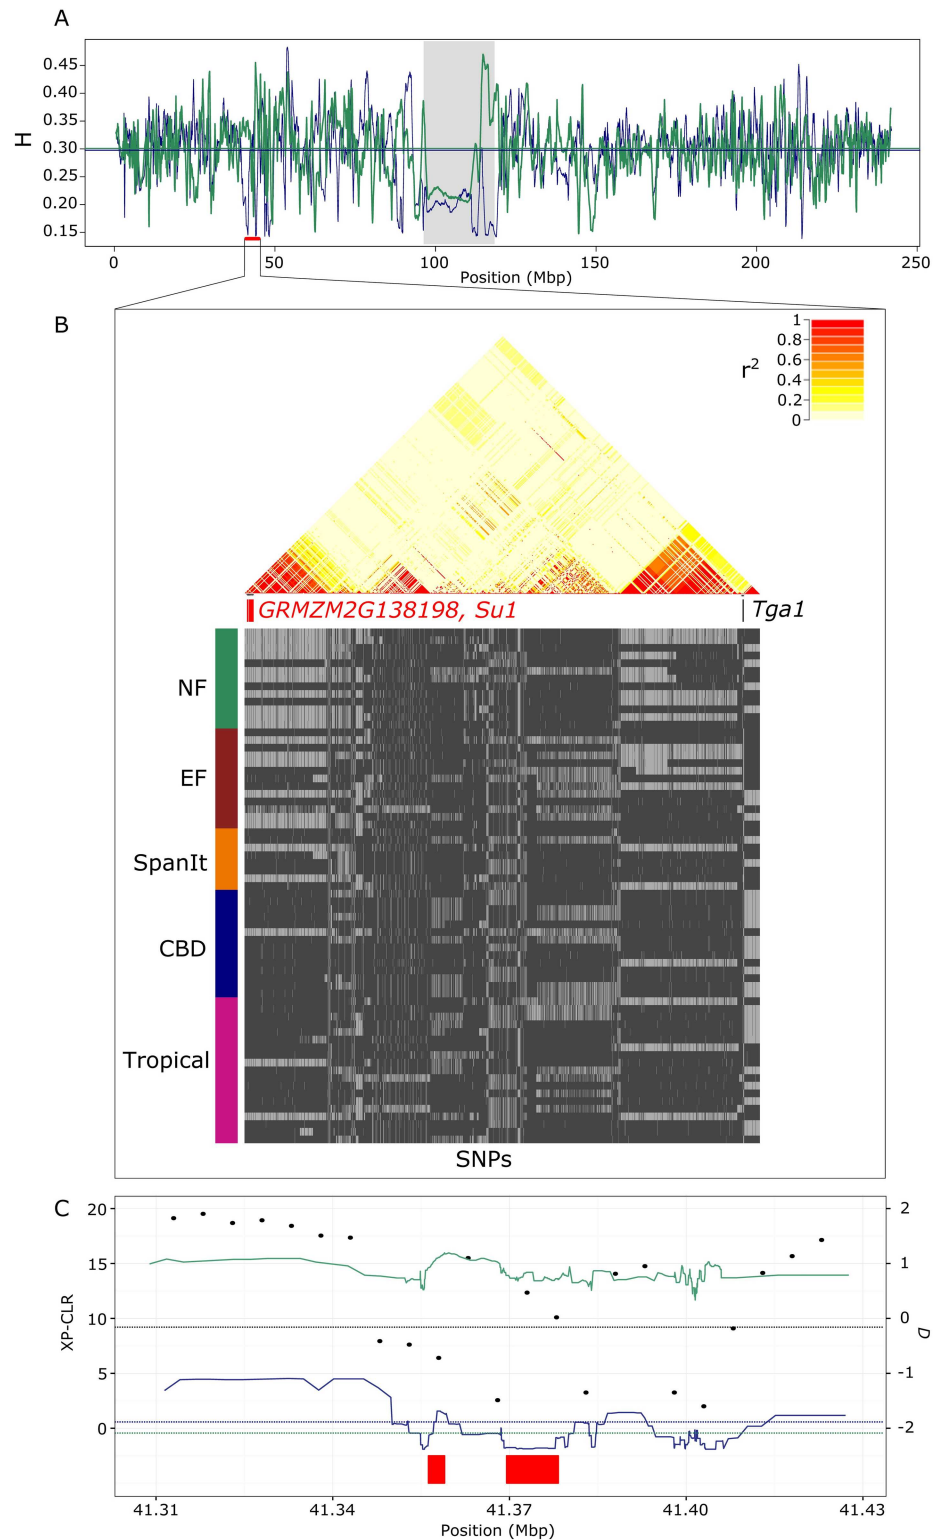 A
H
0.45
0.40
0.35
0.30
0.25
0.20
0.15
0
50
100
150
200
250
Position (Mbp)
B
r2
1
0.8
0.6
0.4
0.2
0
GRMZM2G138198, Su1
Tga1
NF
EF
SpanIt
CBD
Tropical
SNPs
C
XP-CLR
20
15
10
5
0
2
1
0
-1
-2
D
41.31
41.34
41.37
41.40
41.43
Position (Mbp)